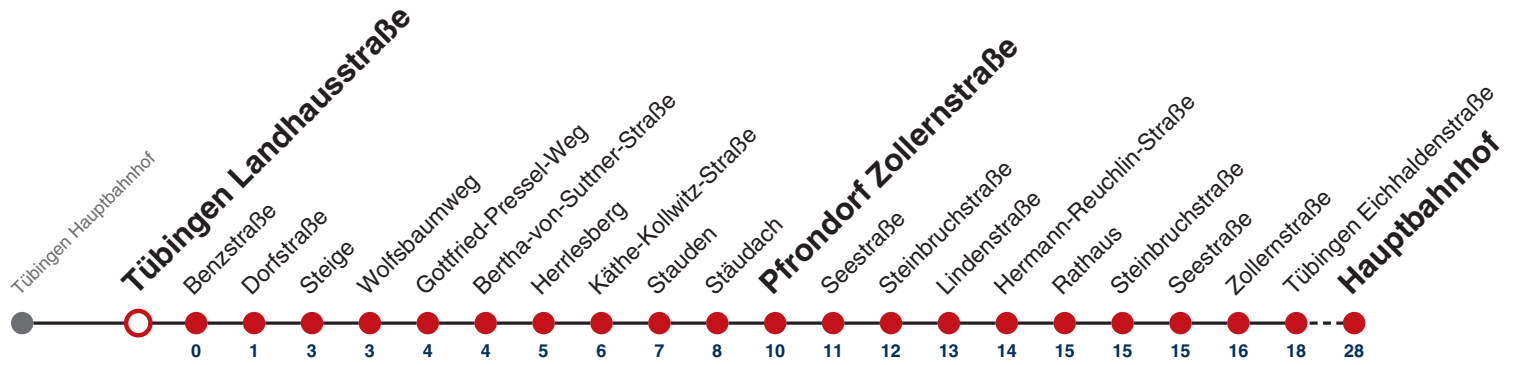 Tübingen Hauptbahnhof
Tübingen Landhausstraße
Benzstraße
Dorfstraße
Steige
Wolfsbaumweg
Gottfried-Pressel-Weg
Bertha-von-Suttner-Straße
Herrlesberg
Käthe-Kollwitz-Straße
Stauden
Stäudach
Pfrondorf Zollernstraße
Seestraße
Steinbruchstraße
Lindenstraße
Hermann-Reuchlin-Straße
Rathaus
Steinbruchstraße
Seestraße
Zollernstraße
Tübingen Eichhaldenstraße
Hauptbahnhof
0 1 3 3 4 4 5 6 7 8 10 11 12 13 14 15 15 15 16 18 28